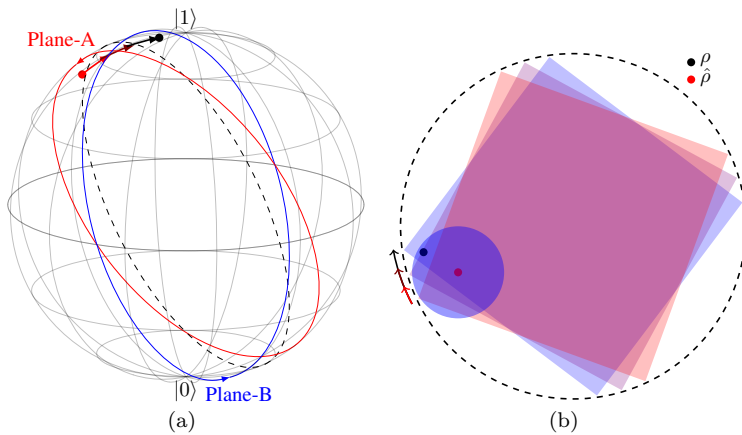 |1⟩
Plane-A
|0⟩
Plane-B
(a)
ρ
ρ̂
(b)